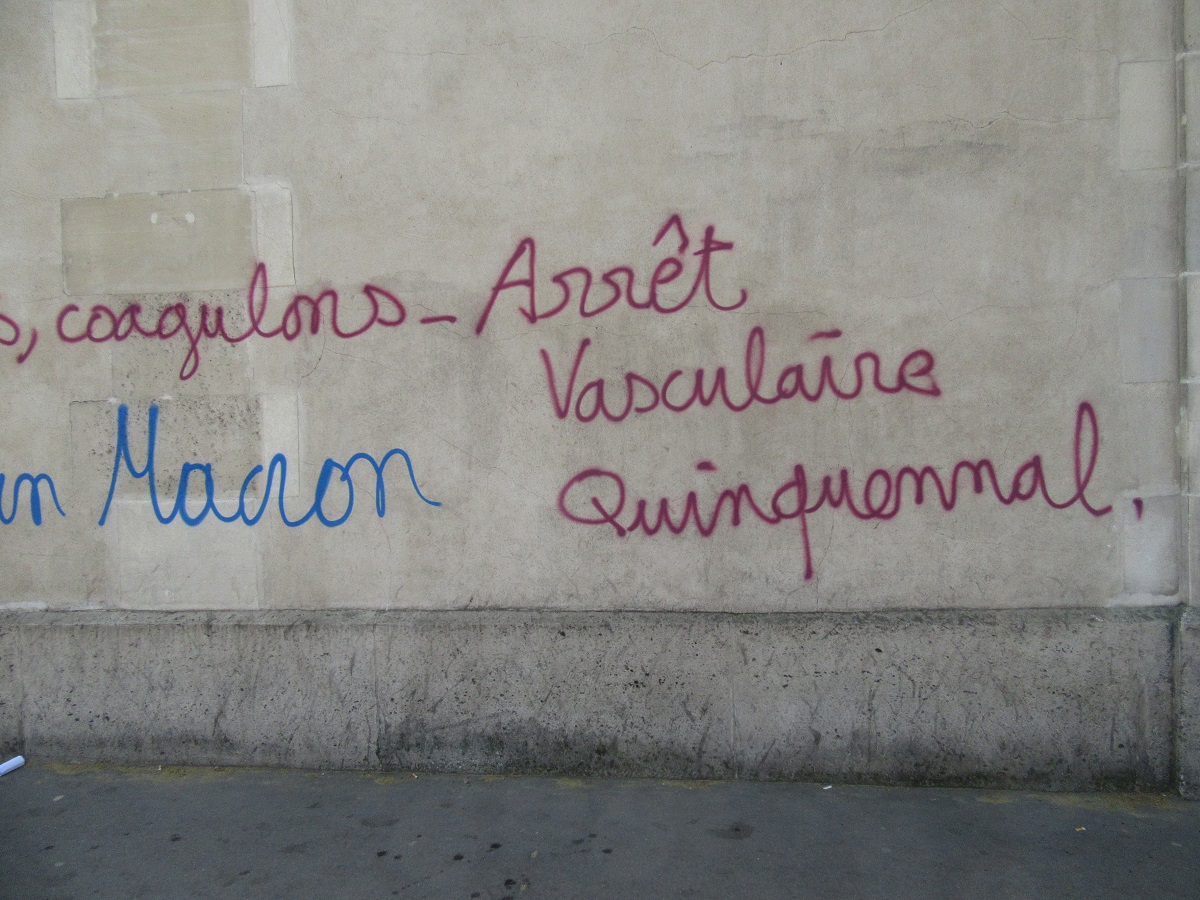 s, coagulons - Arrêt
Vasculaire
Quinquennal.
Macron